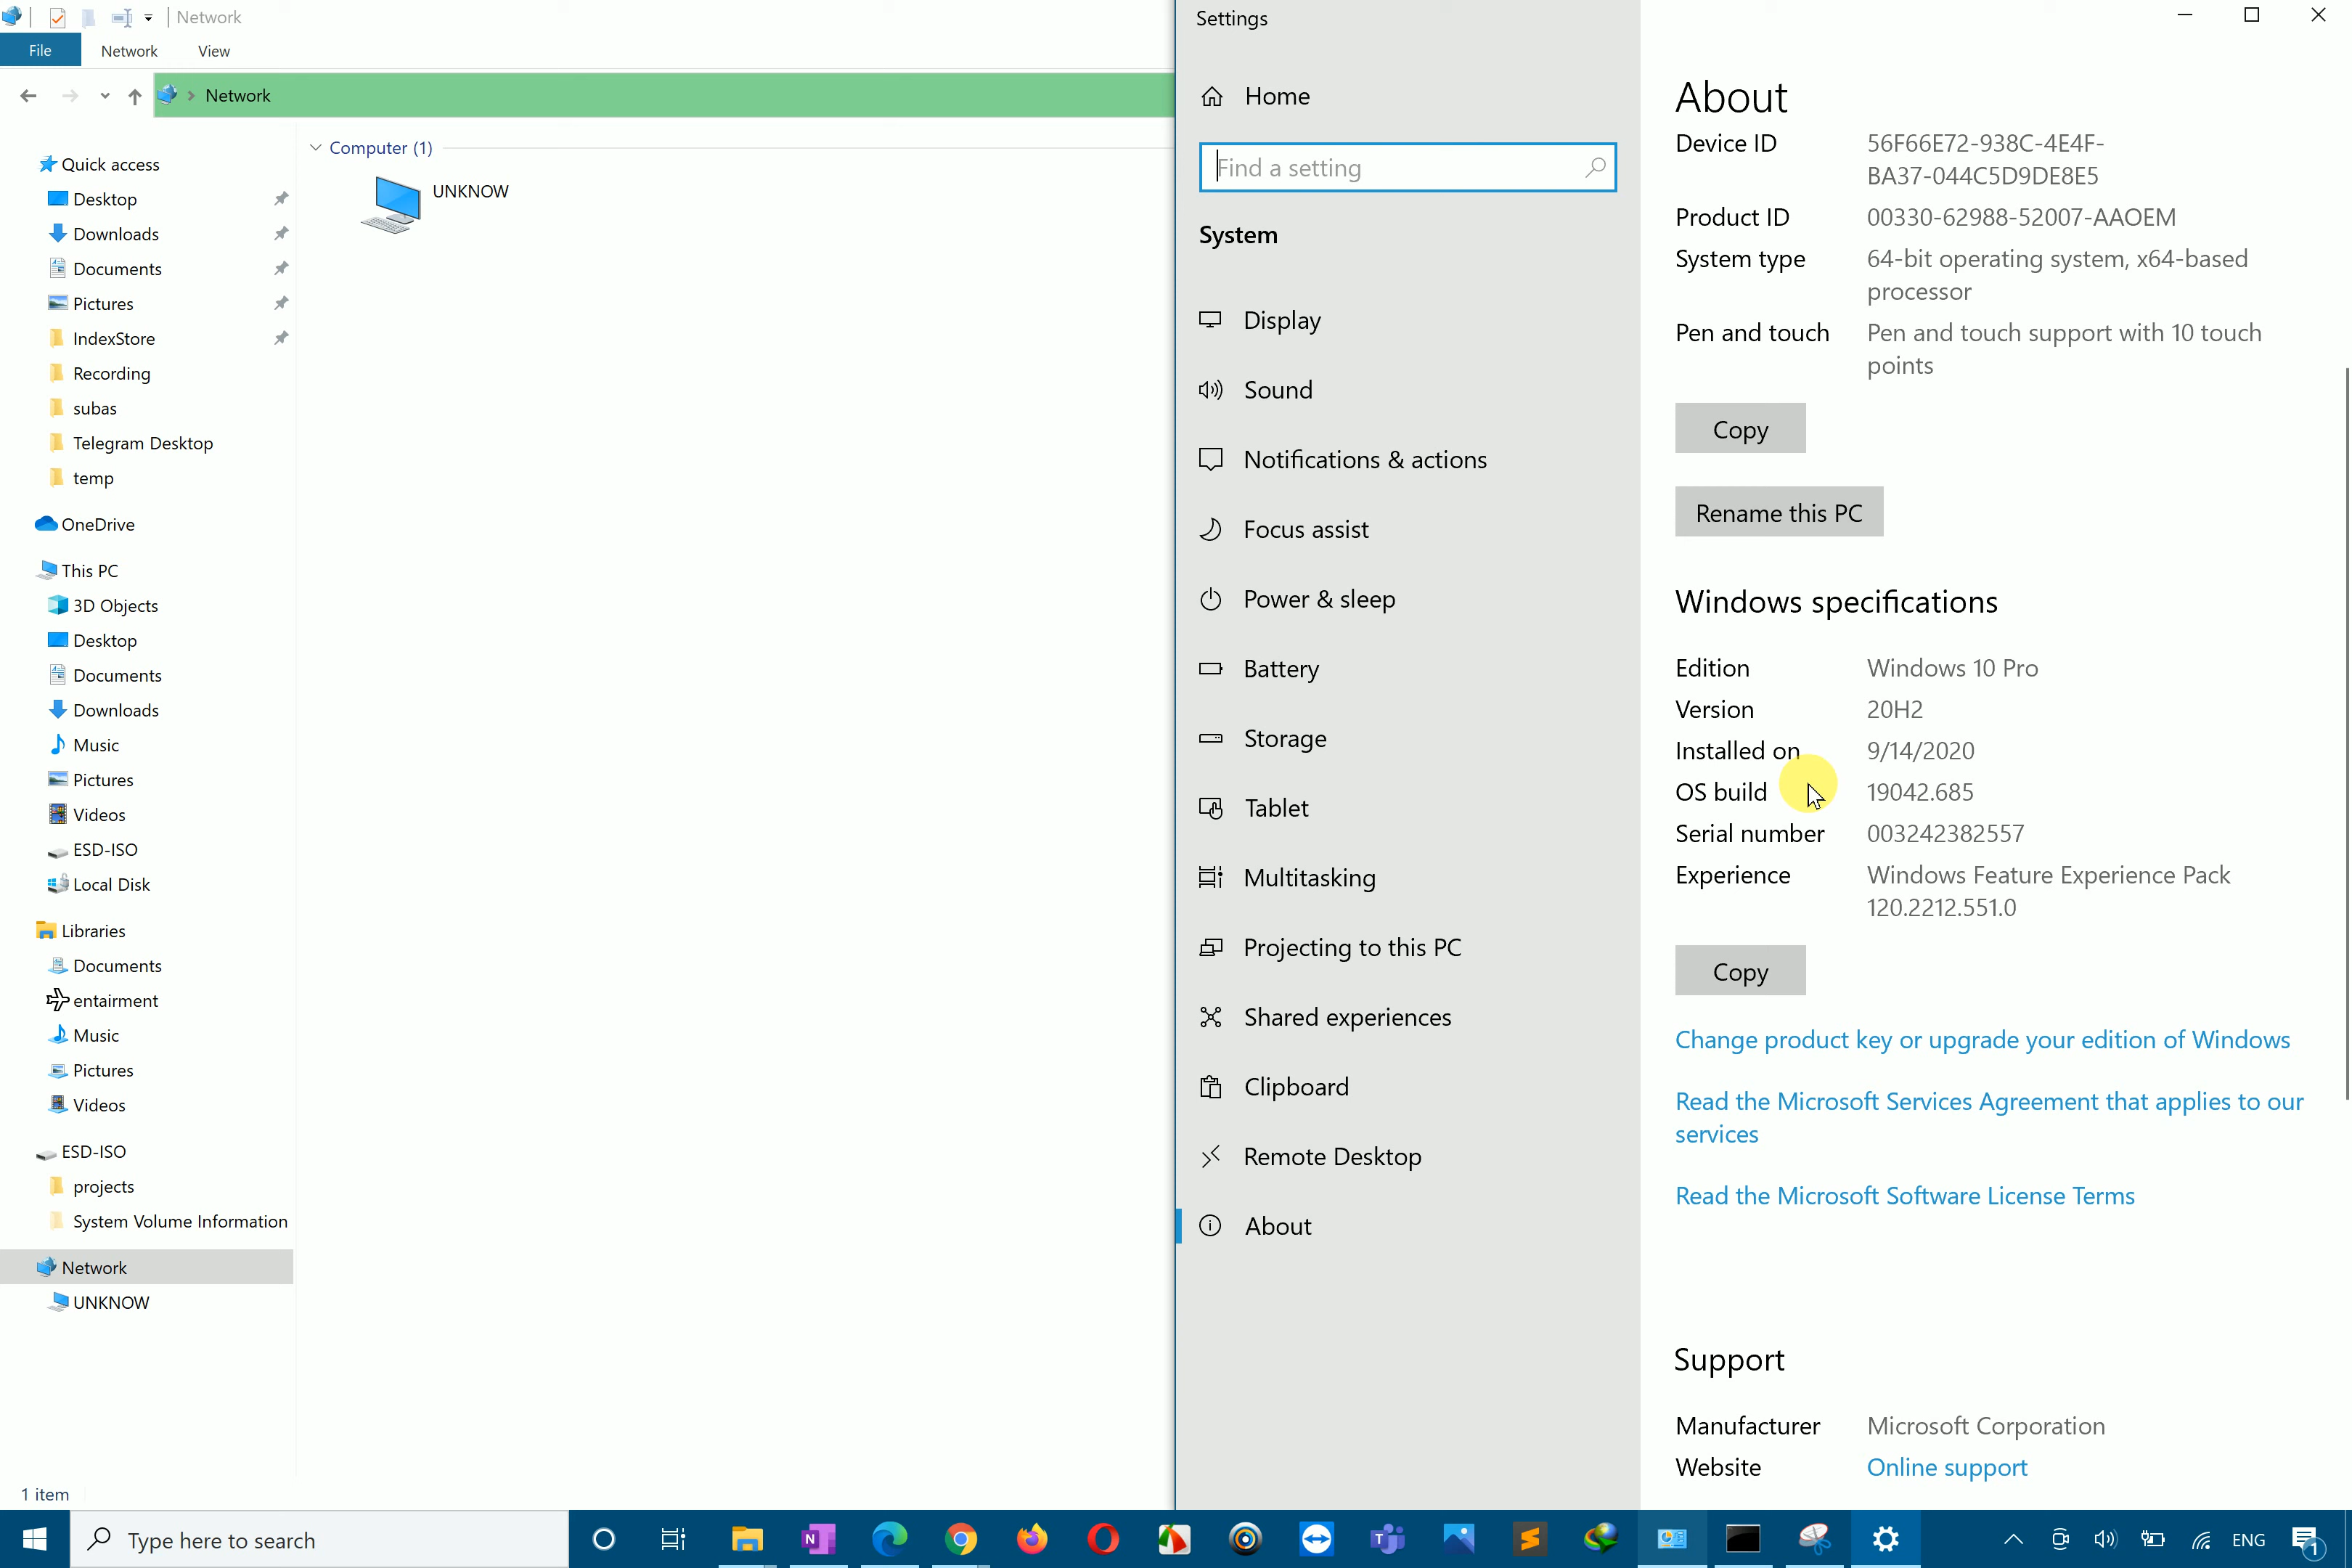 Network
File
Network
View
Network
Quick access
Desktop
Downloads
Documents
Pictures
IndexStore
Recording
subas
Telegram Desktop
temp
OneDrive
This PC
3D Objects
Desktop
Documents
Downloads
Music
Pictures
Videos
ESD-ISO
Local Disk
Libraries
Documents
entairment
Music
Pictures
Videos
ESD-ISO
projects
System Volume Information
Network
UNKNOW
1 item
Computer (1)
UNKNOW
Settings
Home
Find a setting
System
Display
Sound
Notifications & actions
Focus assist
Power & sleep
Battery
Storage
Tablet
Multitasking
Projecting to this PC
Shared experiences
Clipboard
Remote Desktop
About
About
Device ID 56F66E72-938C-4E4F-
BA37-044C5D9DE8E5
Product ID 00330-62988-52007-AAOEM
System type 64-bit operating system, x64-based
processor
Pen and touch Pen and touch support with 10 touch
points
Copy
Rename this PC
Windows specifications
Edition Windows 10 Pro
Version 20H2
Installed on 9/14/2020
OS build 19042.685
Serial number 003242382557
Experience Windows Feature Experience Pack
120.2212.551.0
Copy
Change product key or upgrade your edition of Windows
Read the Microsoft Services Agreement that applies to our
services
Read the Microsoft Software License Terms
Support
Manufacturer Microsoft Corporation
Website Online support
Type here to search
ENG
1